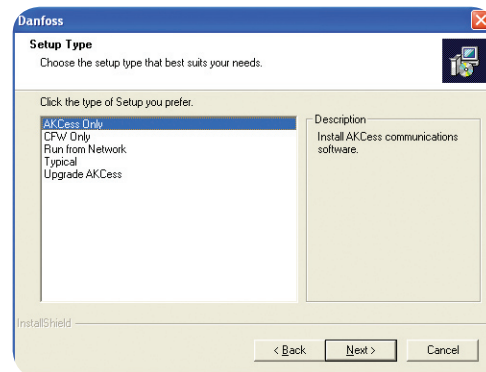 Danfoss
Setup Type
Choose the setup type that best suits your needs.
Click the type of Setup you prefer.
AKCess Only
CFW Only
Run from Network
Typical
Upgrade AKCess
Description
Install AKCess communications
software.
InstallShield
< Back
Next >
Cancel